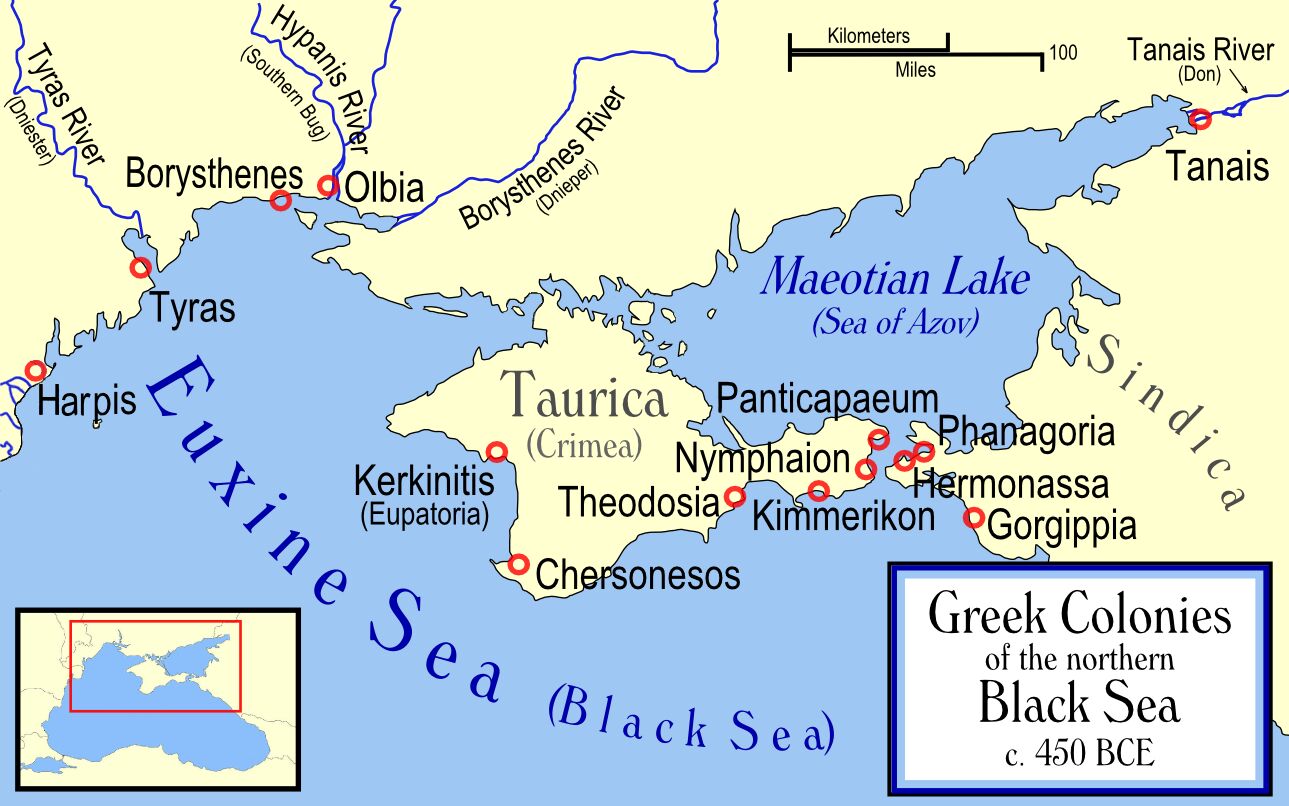 Tyras River
(Dniester)
Hypanis River
(Southern Bug)
Borysthenes River
(Dnieper)
Kilometers
Miles
100
Tanais River
(Don)
Tanais
Borysthenes
Olbia
Tyras
Harpis
Maeotian Lake
(Sea of Azov)
Sindica
Taurica
(Crimea)
Panticapaeum
Phanagoria
Nymphaion
Hermonassa
Kerkinitis
(Eupatoria)
Theodosia
Kimmerikon
Gorgippia
Chersonesos
Euxine Sea
(Black Sea)
Greek Colonies
of the northern
Black Sea
c. 450 BCE